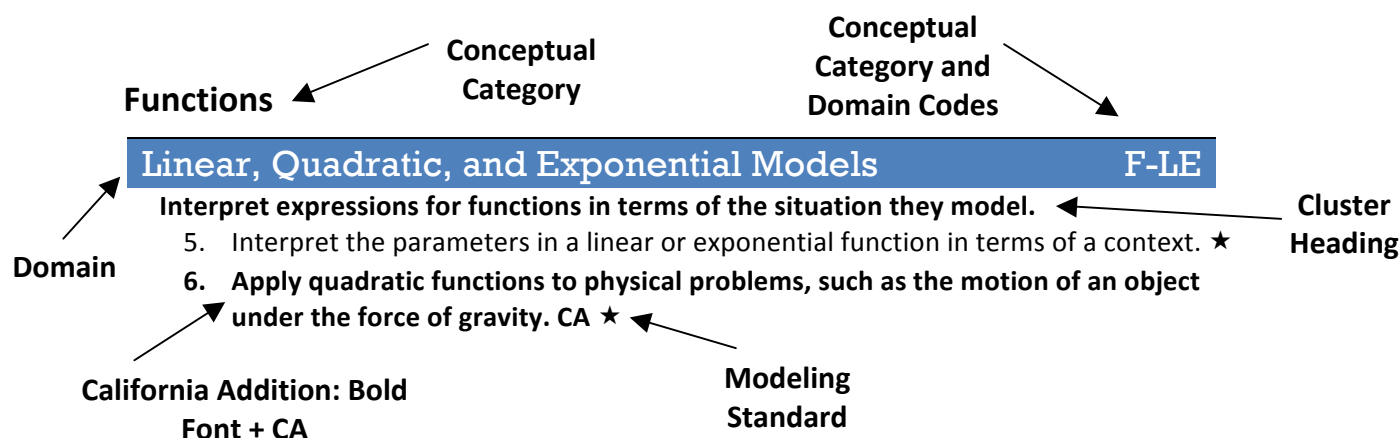 Conceptual
Category
Conceptual
Category and
Domain Codes
Functions
Linear, Quadratic, and Exponential Models F-LE
Interpret expressions for functions in terms of the situation they model.
Cluster
Heading
5. Interpret the parameters in a linear or exponential function in terms of a context. ★
Domain
6. Apply quadratic functions to physical problems, such as the motion of an object
under the force of gravity. CA ★
California Addition: Bold
Font + CA
Modeling
Standard